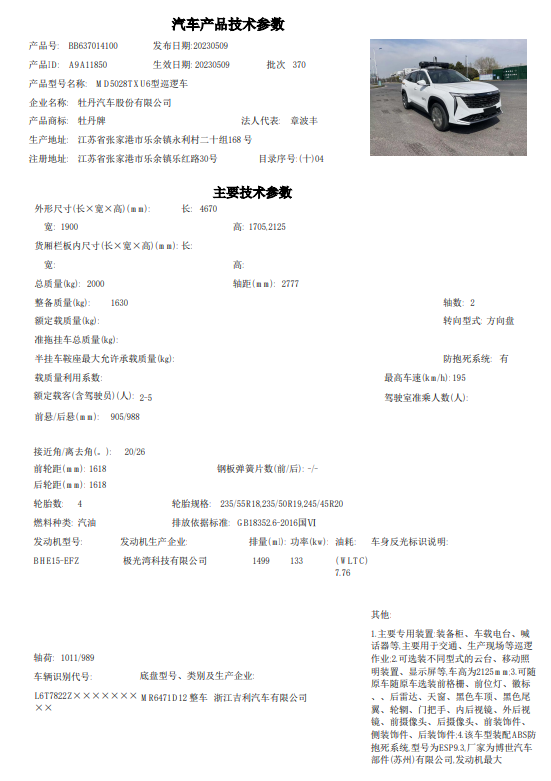 汽车产品技术参数
产品号: BB637014100 发布日期:20230509
产品ID: A9A11850 生效日期:20230509 批次 370
产品型号名称: MD5028TXU6型巡逻车
企业名称: 牡丹汽车股份有限公司
产品商标: 牡丹牌 法人代表: 章波丰
生产地址: 江苏省张家港市乐余镇永利村二十组168号
注册地址: 江苏省张家港市乐余镇乐红路30号 目录序号:(十)04
主要技术参数
外形尺寸(长×宽×高)(mm): 长: 4670
宽: 1900 高: 1705,2125
货厢栏板内尺寸(长×宽×高)(mm): 长:
宽: 高:
总质量(kg): 2000 轴距(mm): 2777
整备质量(kg): 1630 轴数: 2
额定载质量(kg): 转向型式: 方向盘
准拖挂车总质量(kg):
半挂车鞍座最大允许承载质量(kg): 防抱死系统: 有
载质量利用系数: 最高车速(km/h):195
额定载客(含驾驶员)(人): 2-5 驾驶室准乘人数(人):
前悬/后悬(mm): 905/988
接近角/离去角(。): 20/26
前轮距(mm): 1618 钢板弹簧片数(前/后): -/-
后轮距(mm): 1618
轮胎数: 4 轮胎规格: 235/55R18,235/50R19,245/45R20
燃料种类: 汽油 排放依据标准: GB18352.6-2016国Ⅵ
发动机型号: 发动机生产企业: 排量(ml): 功率(kw): 油耗: 车身反光标识说明:
BHE15-EFZ 极光湾科技有限公司 1499 133 (WLTC)
7.76
其他:
1.主要专用装置:装备柜、车载电台、喊
话器等,主要用于交通、生产现场等巡逻
作业;2.可选装不同型式的云台、移动照
明装置、显示屏等,车高为2125mm;3.可随
原车随原车选装前格栅、前位灯、徽标
、、后雷达、天窗、黑色车顶、黑色尾
翼、轮辋、门把手、内后视镜、外后视
镜、前摄像头、后摄像头、前装饰件、
侧装饰件、后装饰件;4.该车型装配ABS防
抱死系统,型号为ESP9.3,厂家为博世汽车
部件(苏州)有限公司,发动机最大
轴荷: 1011/989
车辆识别代号: 底盘型号、类别及生产企业:
L6T7822Z×××××××
×× MR6471D12 整车 浙江吉利汽车有限公司